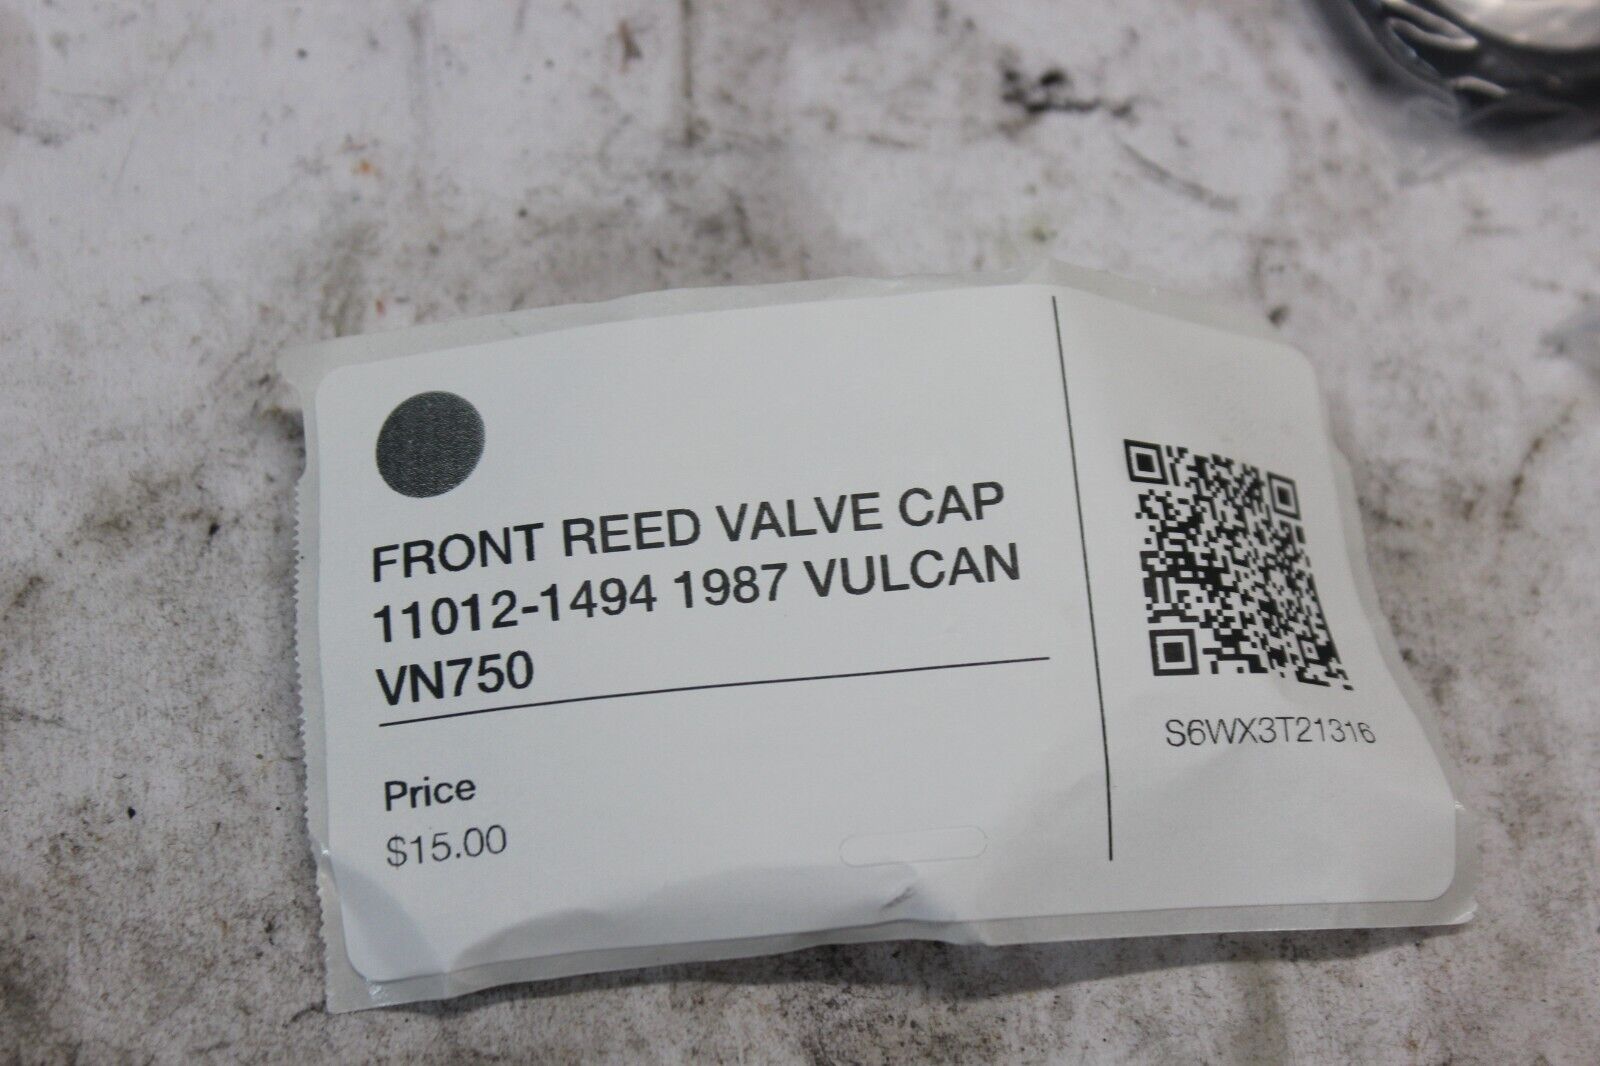 FRONT REED VALVE CAP
11012-1494 1987 VULCAN
VN750
Price
$15.00
S6WX3T21316